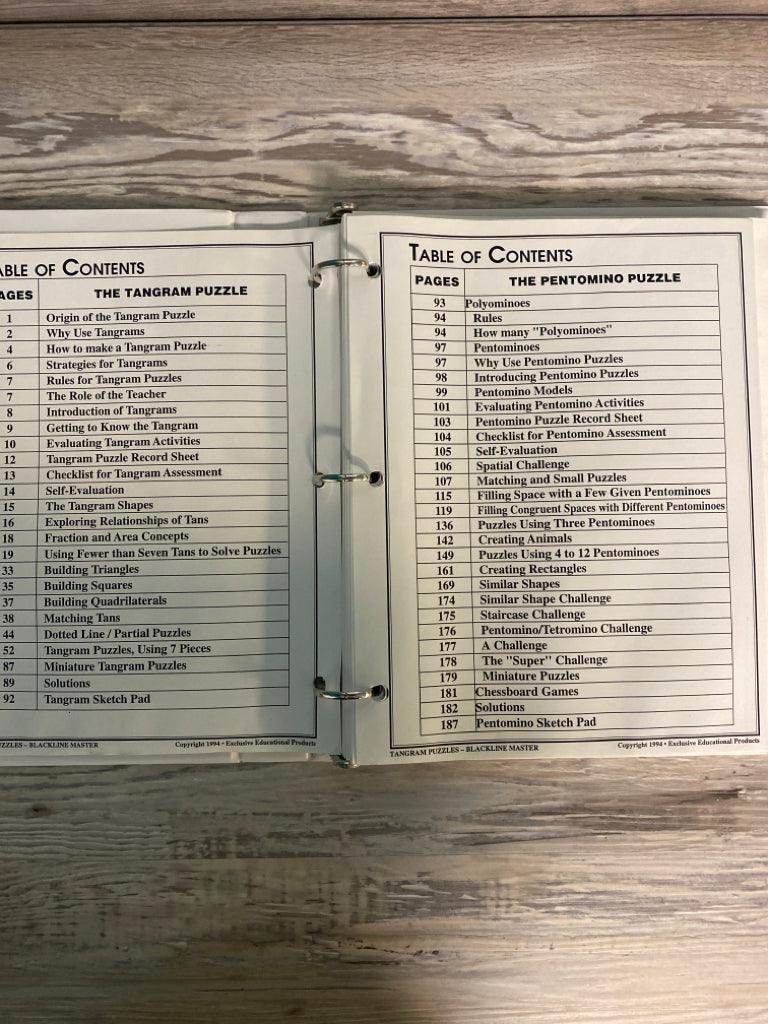 ABLE OF CONTENTS
AGES THE TANGRAM PUZZLE
1 Origin of the Tangram Puzzle
2 Why Use Tangrams
4 How to make a Tangram Puzzle
6 Strategies for Tangrams
7 Rules for Tangram Puzzles
7 The Role of the Teacher
8 Introduction of Tangrams
9 Getting to Know the Tangram
10 Evaluating Tangram Activities
12 Tangram Puzzle Record Sheet
13 Checklist for Tangram Assessment
14 Self-Evaluation
15 The Tangram Shapes
16 Exploring Relationships of Tans
18 Fraction and Area Concepts
19 Using Fewer than Seven Tans to Solve Puzzles
33 Building Triangles
35 Building Squares
37 Building Quadrilaterals
38 Matching Tans
44 Dotted Line / Partial Puzzles
52 Tangram Puzzles, Using 7 Pieces
87 Miniature Tangram Puzzles
89 Solutions
92 Tangram Sketch Pad
ZZLES – BLACKLINE MASTER Copyright 1994 • Exclusive Educational Products
TABLE OF CONTENTS
PAGES THE PENTOMINO PUZZLE
93 Polyominoes
94 Rules
94 How many "Polyominoes"
97 Pentominoes
97 Why Use Pentomino Puzzles
98 Introducing Pentomino Puzzles
99 Pentomino Models
101 Evaluating Pentomino Activities
103 Pentomino Puzzle Record Sheet
104 Checklist for Pentomino Assessment
105 Self-Evaluation
106 Spatial Challenge
107 Matching and Small Puzzles
115 Filling Space with a Few Given Pentominoes
119 Filling Congruent Spaces with Different Pentominoes
136 Puzzles Using Three Pentominoes
142 Creating Animals
149 Puzzles Using 4 to 12 Pentominoes
161 Creating Rectangles
169 Similar Shapes
174 Similar Shape Challenge
175 Staircase Challenge
176 Pentomino/Tetromino Challenge
177 A Challenge
178 The "Super" Challenge
179 Miniature Puzzles
181 Chessboard Games
182 Solutions
187 Pentomino Sketch Pad
TANGRAM PUZZLES – BLACKLINE MASTER Copyright 1994 • Exclusive Educational Products